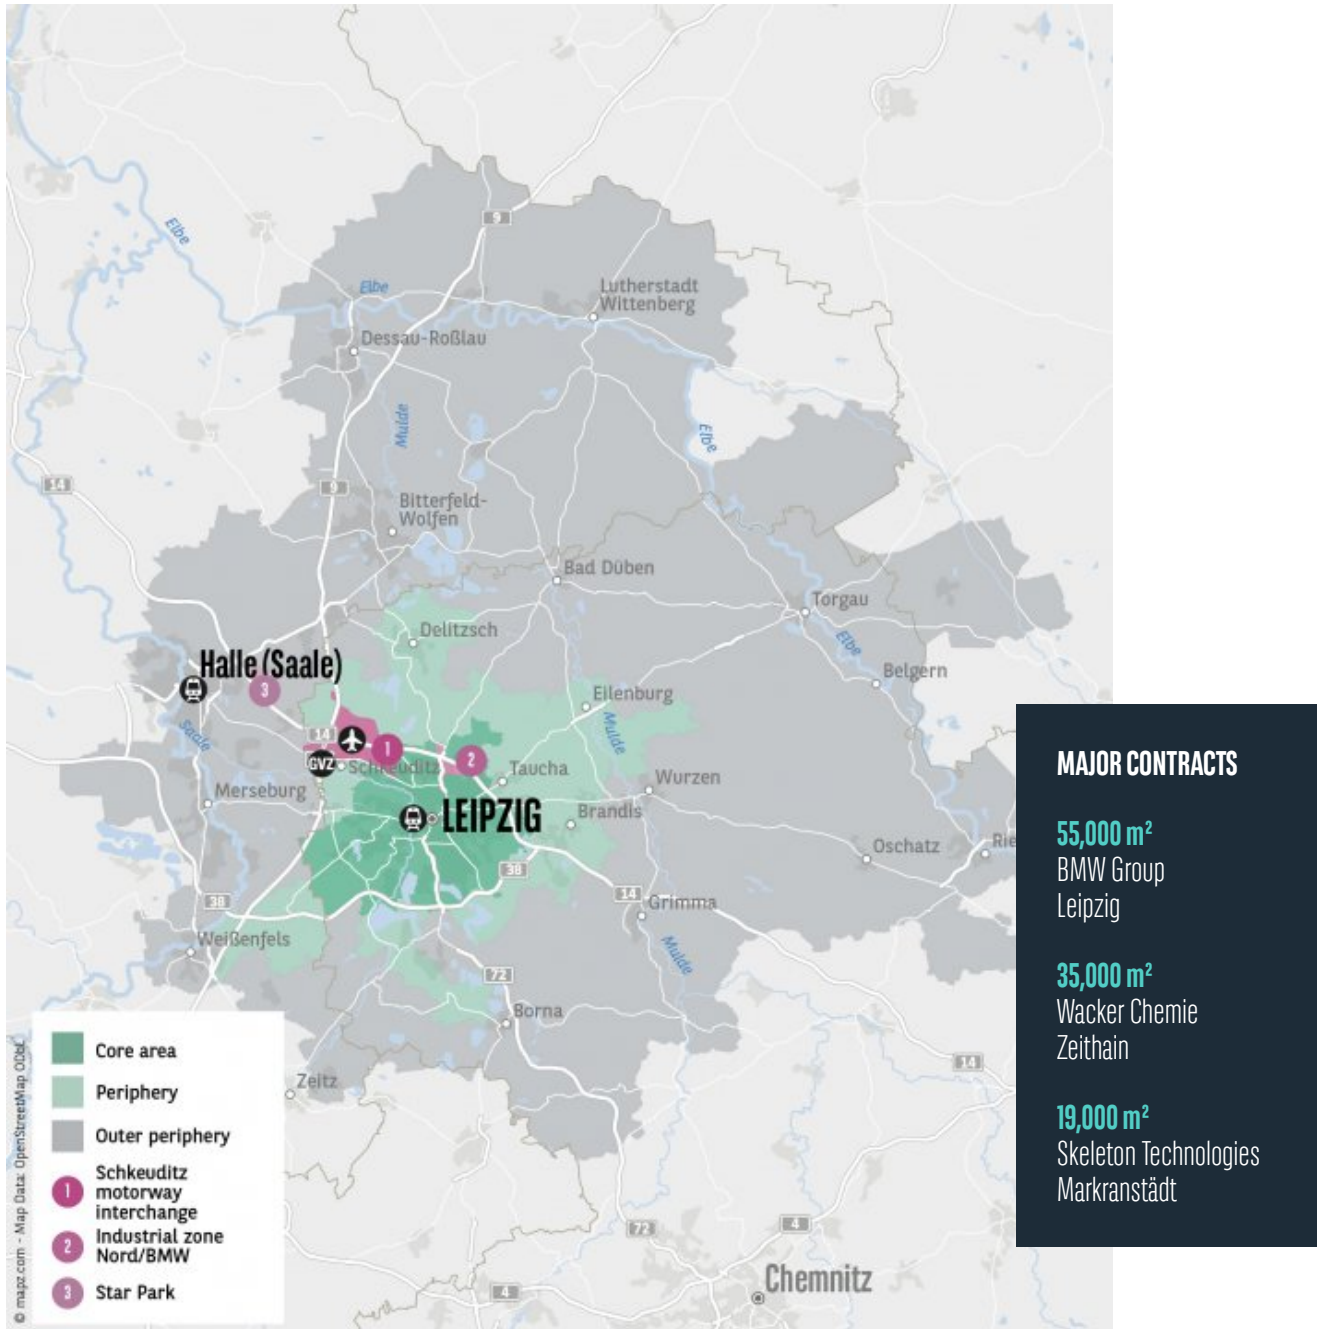 9
Elbe
Elbe
Lutherstadt
Wittenberg
Dessau-Roßlau
Mulde
Elbe
14
9
Bitterfeld-
Wolfen
Bad Düben
Torgau
Delitzsch
Elbe
Halle (Saale)
3
Belgern
Eilenburg
Saale
Mulde
14
1
2
GVZ
Schkeuditz
Taucha
Wurzen
Merseburg
LEIPZIG
Brandis
Oschatz
Rie
38
38
14
Grimma
Weißenfels
Mulde
72
Borna
14
Zeitz
72
4
4
Chemnitz
Core area
Periphery
Outer periphery
1
Schkeuditz
motorway
interchange
2
Industrial zone
Nord/BMW
3
Star Park
© mapz.com - Map Data: OpenStreetMap ODbL
MAJOR CONTRACTS
55,000 m²
BMW Group
Leipzig
35,000 m²
Wacker Chemie
Zeithain
19,000 m²
Skeleton Technologies
Markranstädt